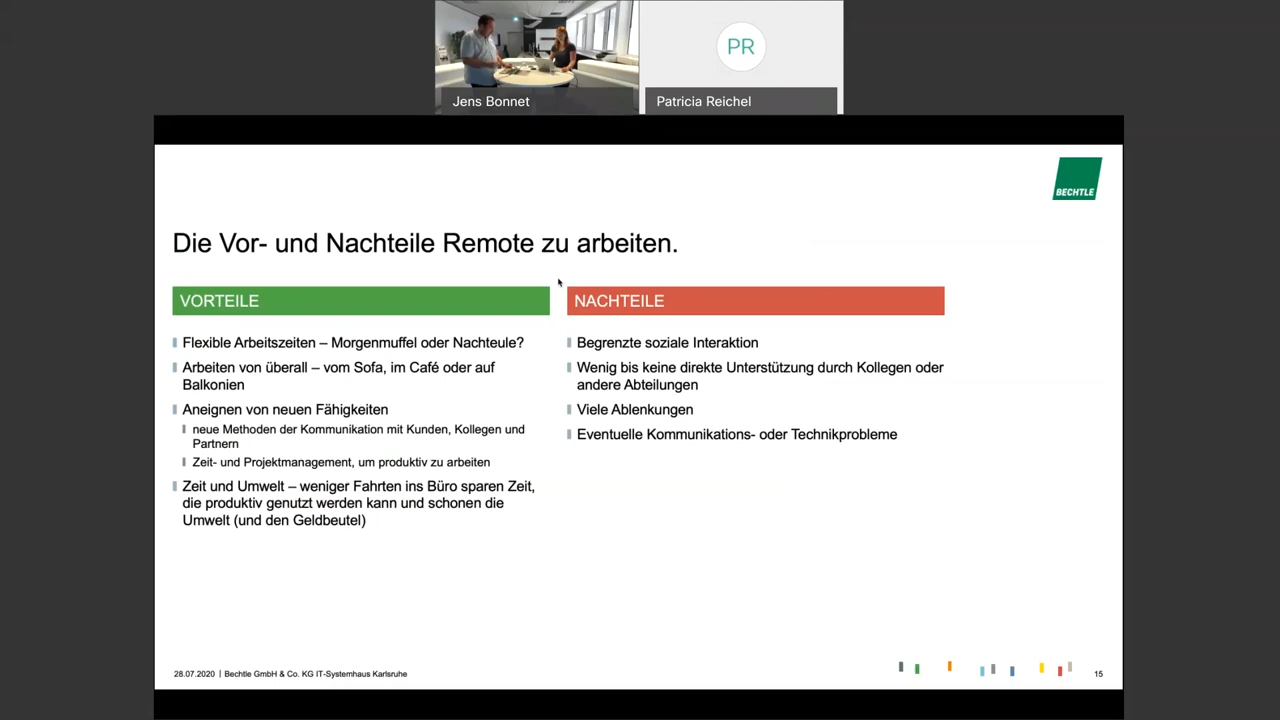 PR
Jens Bonnet
Patricia Reichel
BECHTLE
Die Vor- und Nachteile Remote zu arbeiten.
VORTEILE
Flexible Arbeitszeiten – Morgenmuffel oder Nachteule?
Arbeiten von überall – vom Sofa, im Café oder auf
Balkonien
Aneignen von neuen Fähigkeiten
neue Methoden der Kommunikation mit Kunden, Kollegen und
Partnern
Zeit- und Projektmanagement, um produktiv zu arbeiten
Zeit und Umwelt – weniger Fahrten ins Büro sparen Zeit,
die produktiv genutzt werden kann und schonen die
Umwelt (und den Geldbeutel)
NACHTEILE
Begrenzte soziale Interaktion
Wenig bis keine direkte Unterstützung durch Kollegen oder
andere Abteilungen
Viele Ablenkungen
Eventuelle Kommunikations- oder Technikprobleme
28.07.2020 | Bechtle GmbH & Co. KG IT-Systemhaus Karlsruhe
15